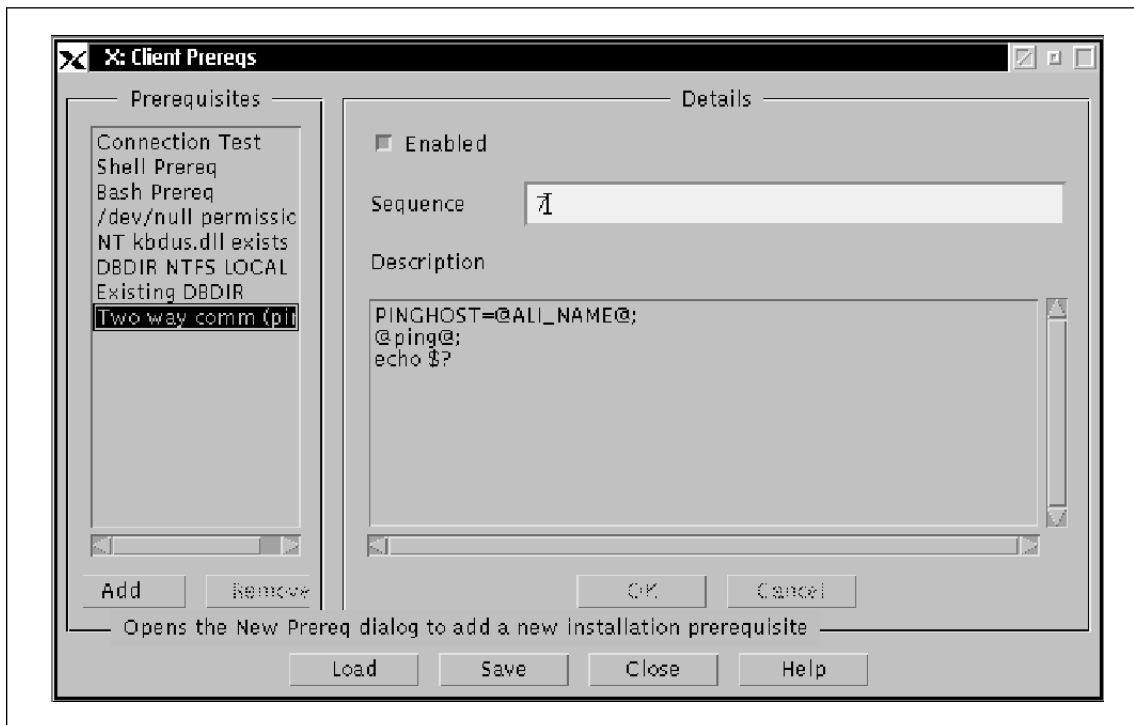 X: Client Prereqs
Prerequisites
Connection Test
Shell Prereq
Bash Prereq
/dev/null permissic
NT kbdus.dll exists
DBDIR NTFS LOCAL
Existing DBDIR
Two way comm (pin
Add
Remove
Details
Enabled
Sequence
7
Description
PINGHOST=@ALI_NAME@;
@ping@;
echo $?
OK
Cancel
Opens the New Prereq dialog to add a new installation prerequisite
Load
Save
Close
Help